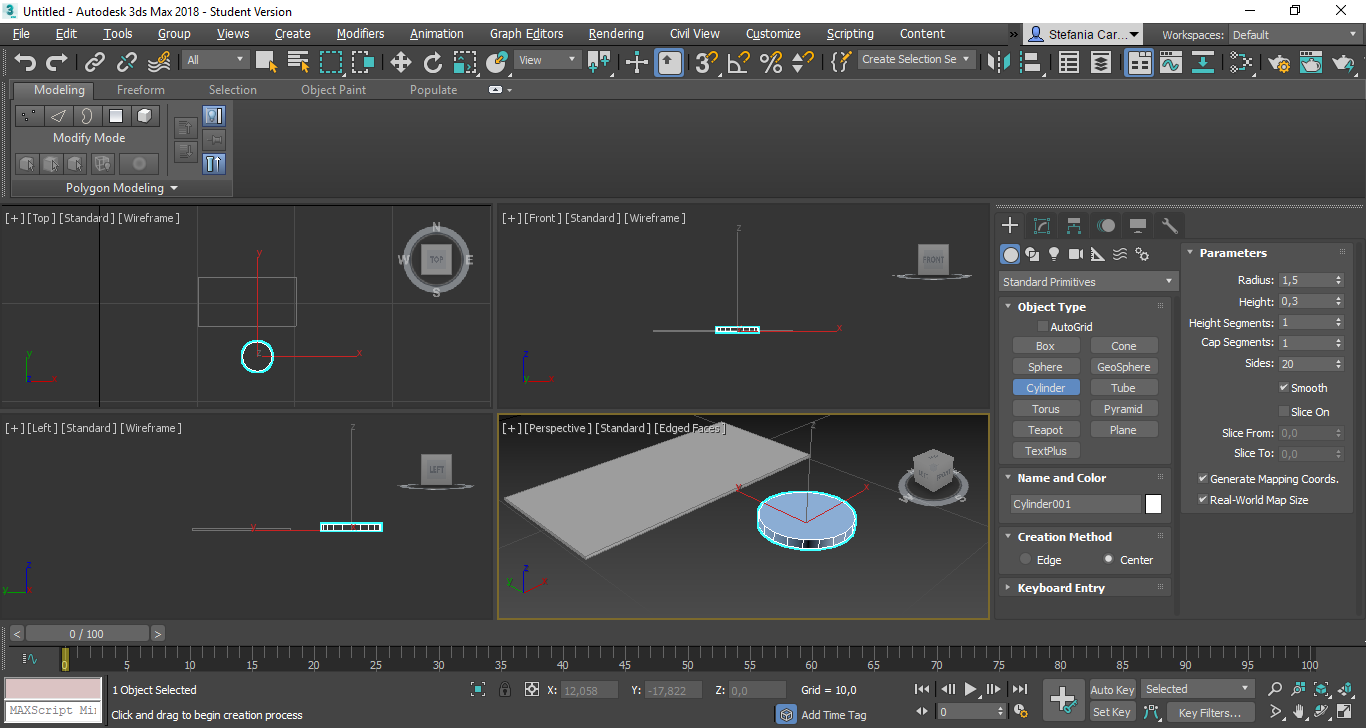 Untitled - Autodesk 3ds Max 2018 - Student Version
File Edit Tools Group Views Create Modifiers Animation Graph Editors Rendering Civil View Customize Scripting Content » Stefania Car... Workspaces: Default
All View Create Selection Se
Modeling Freeform Selection Object Paint Populate
Modify Mode
Polygon Modeling
[+] [Top] [Standard] [Wireframe]
N
W TOP E
S
y
z x
y
z x
[+] [Front] [Standard] [Wireframe]
z
FRONT
x
z
y x
[+] [Left] [Standard] [Wireframe]
z
LEFT
x
z
y
[+] [Perspective] [Standard] [Edged Faces]
z
x x
W S
z
y x
Standard Primitives
Object Type
AutoGrid
Box Cone
Sphere GeoSphere
Cylinder Tube
Torus Pyramid
Teapot Plane
TextPlus
Name and Color
Cylinder001
Creation Method
Edge Center
Keyboard Entry
Parameters
Radius: 1,5
Height: 0,3
Height Segments: 1
Cap Segments: 1
Sides: 20
Smooth
Slice On
Slice From: 0,0
Slice To: 0,0
Generate Mapping Coords.
Real-World Map Size
< 0 / 100 >
0 5 10 15 20 25 30 35 40 45 50 55 60 65 70 75 80 85 90 95 100
MAXScript Mi
1 Object Selected
Click and drag to begin creation process
X: 12,058 Y: -17,822 Z: 0,0 Grid = 10,0
Add Time Tag
0
Auto Key Selected
Set Key Key Filters...